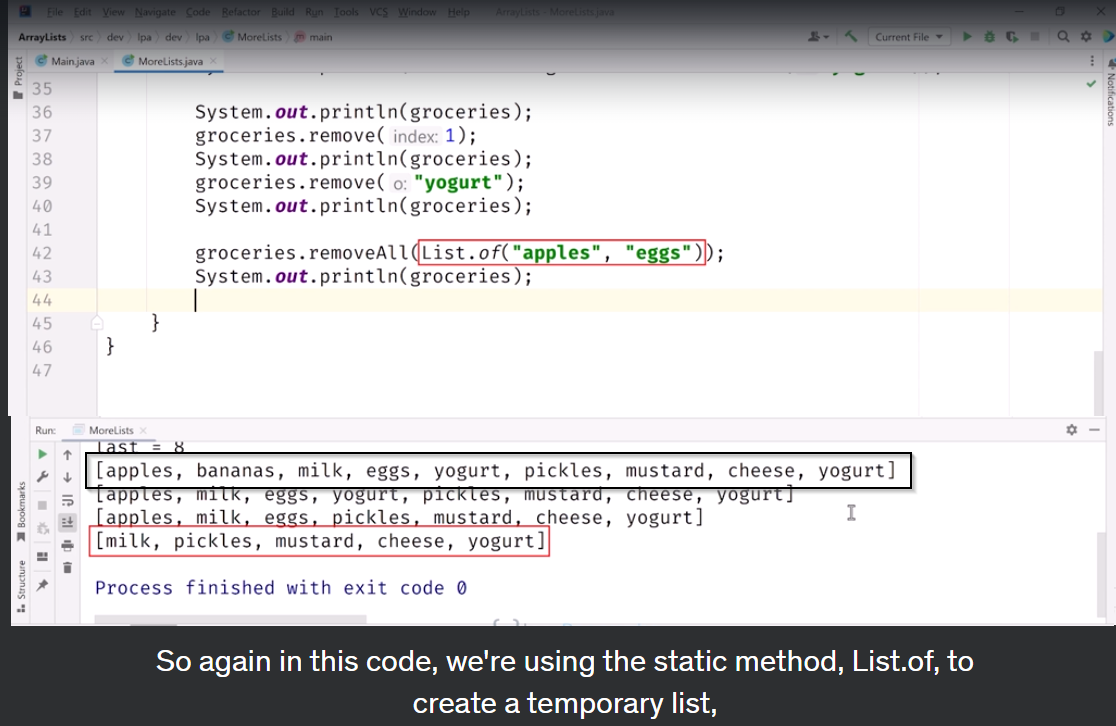 File Edit View Navigate Code Refactor Build Run Tools VCS Window Help ArrayLists - MoreLists.java
ArrayLists src dev lpa dev lpa MoreLists main Current File
Project
Main.java MoreLists.java
Notifications
35
36 System.out.println(groceries);
37 groceries.remove( index: 1);
38 System.out.println(groceries);
39 groceries.remove( o: "yogurt");
40 System.out.println(groceries);
41
42 groceries.removeAll(List.of("apples", "eggs"));
43 System.out.println(groceries);
44
45 }
46 }
47
Run: MoreLists
last = 8
[apples, bananas, milk, eggs, yogurt, pickles, mustard, cheese, yogurt]
[apples, milk, eggs, yogurt, pickles, mustard, cheese, yogurt]
[apples, milk, eggs, pickles, mustard, cheese, yogurt]
[milk, pickles, mustard, cheese, yogurt]
Bookmarks
Structure
Process finished with exit code 0
So again in this code, we're using the static method, List.of, to
create a temporary list,